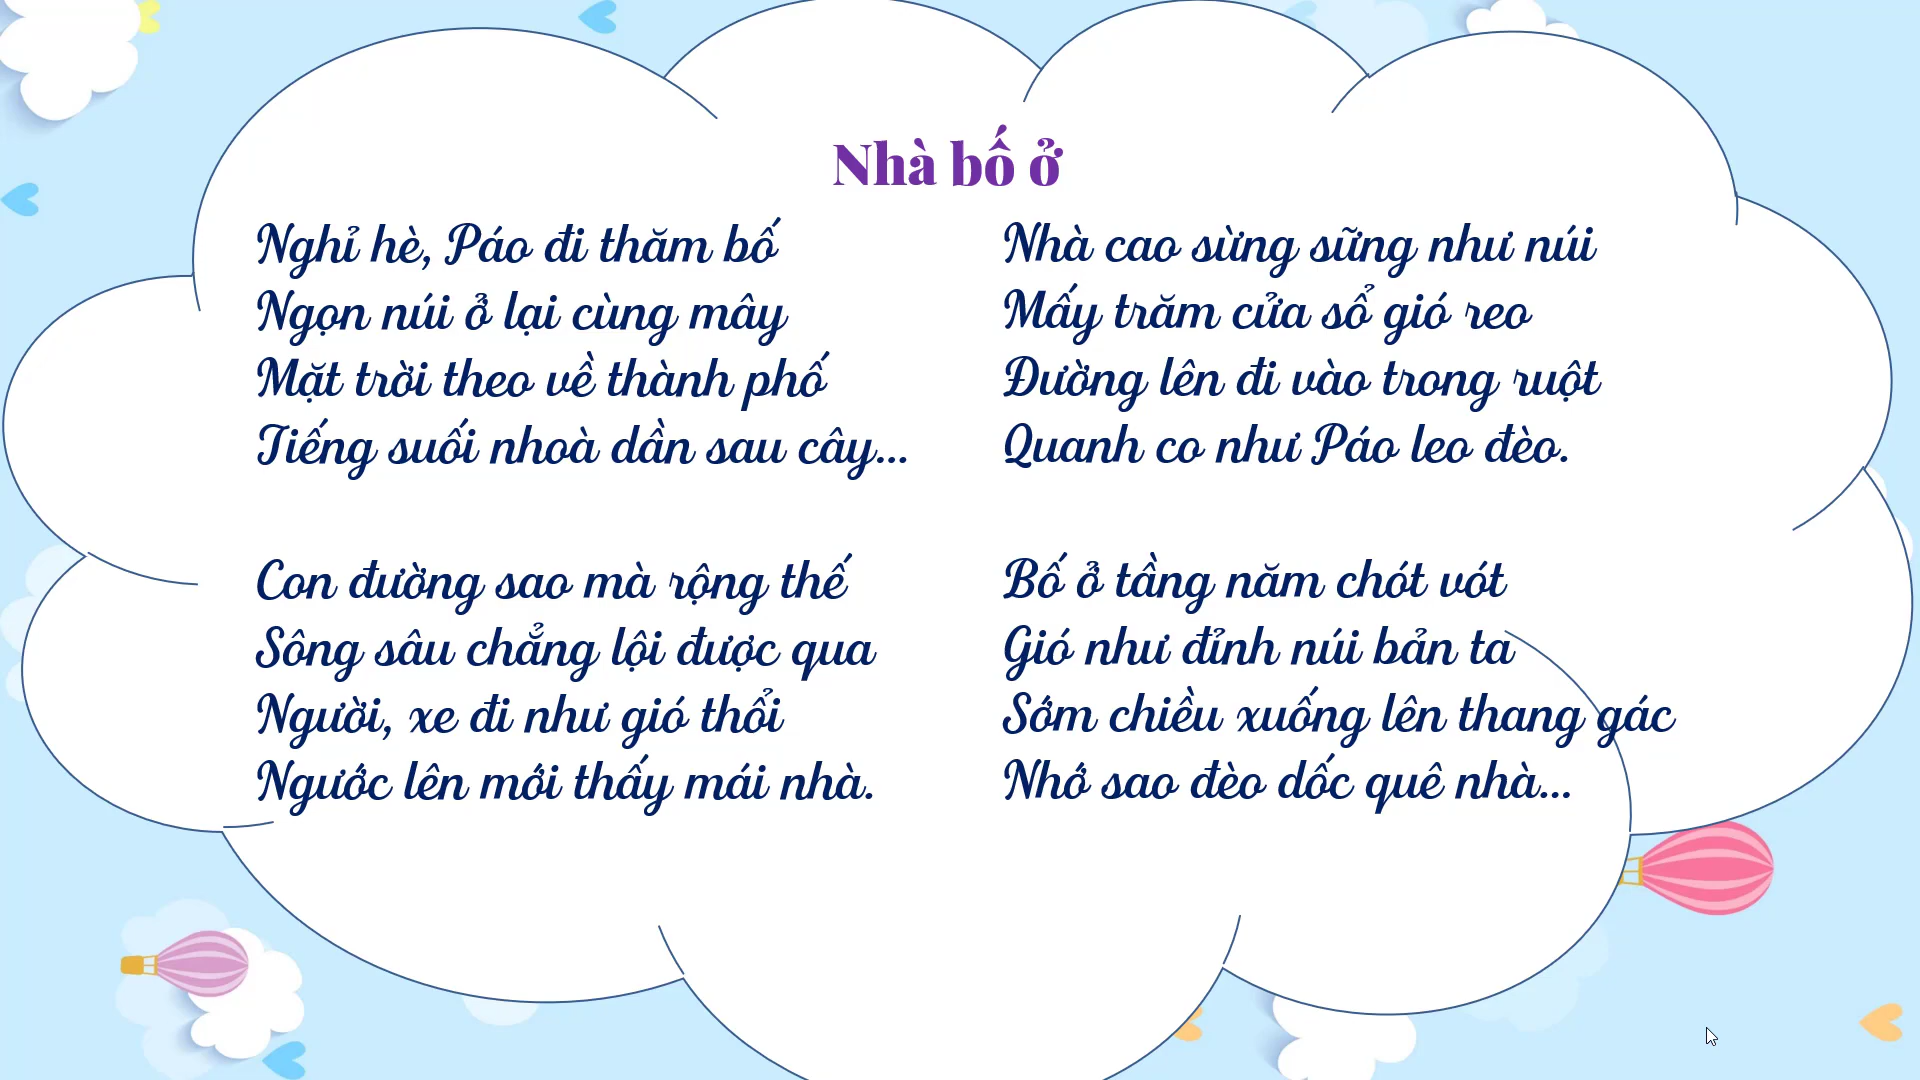 Nhà bố ở
Nghỉ hè, Páo đi thăm bố
Ngọn núi ở lại cùng mây
Mặt trời theo về thành phố
Tiếng suối nhoà dần sau cây...
Con đường sao mà rộng thế
Sông sâu chẳng lội được qua
Người, xe đi như gió thổi
Ngước lên mới thấy mái nhà.
Nhà cao sừng sững như núi
Mấy trăm cửa sổ gió reo
Đường lên đi vào trong ruột
Quanh co như Páo leo đèo.
Bố ở tầng năm chót vót
Gió như đỉnh núi bản ta
Sớm chiều xuống lên thang gác
Nhớ sao đèo dốc quê nhà...